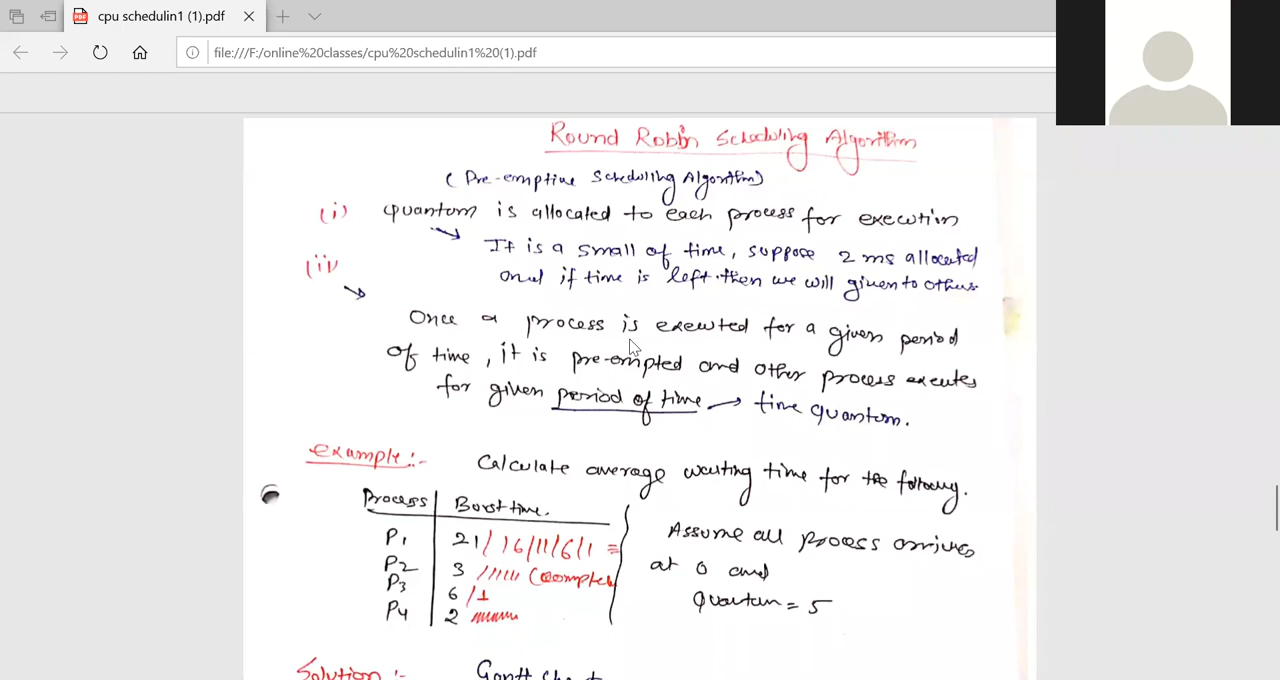 cpu schedulin1 (1).pdf
file:///F:/online%20classes/cpu%20schedulin1%20(1).pdf
Round Robin Scheduling Algorithm
(Pre-emptive Scheduling Algorithm)
(i) quantum is allocated to each process for execution
It is a small of time, suppose 2 ms allocated
(ii) and if time is left then we will given to others
Once a process is executed for a given period
of time, it is pre-empted and other process executes
for given period of time → time quantum.
example:- Calculate average waiting time for the following.
Process Burst time.
P1 21/16/11/6/1 Assume all process arrives
P2 3 at 0 and
P3 6/1 Quantum = 5
P4 2
Solution:- Gantt chart